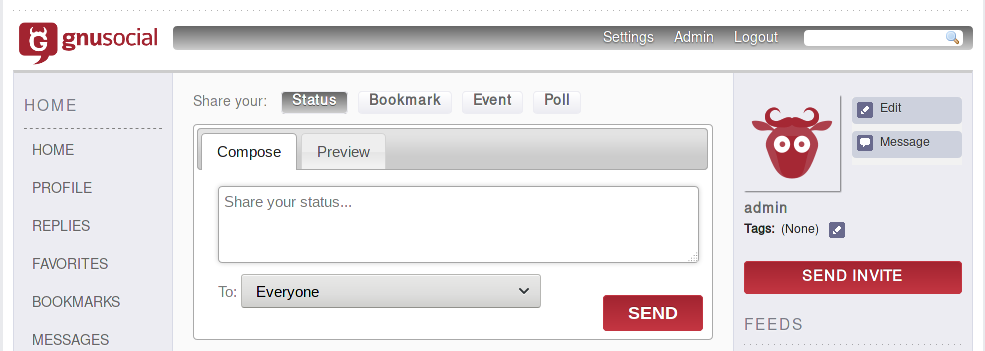 gnusocial
Settings Admin Logout
HOME
HOME
PROFILE
REPLIES
FAVORITES
BOOKMARKS
MESSAGES
Share your: Status Bookmark Event Poll
Compose Preview
Share your status...
To: Everyone
SEND
Edit
Message
admin
Tags: (None)
SEND INVITE
FEEDS